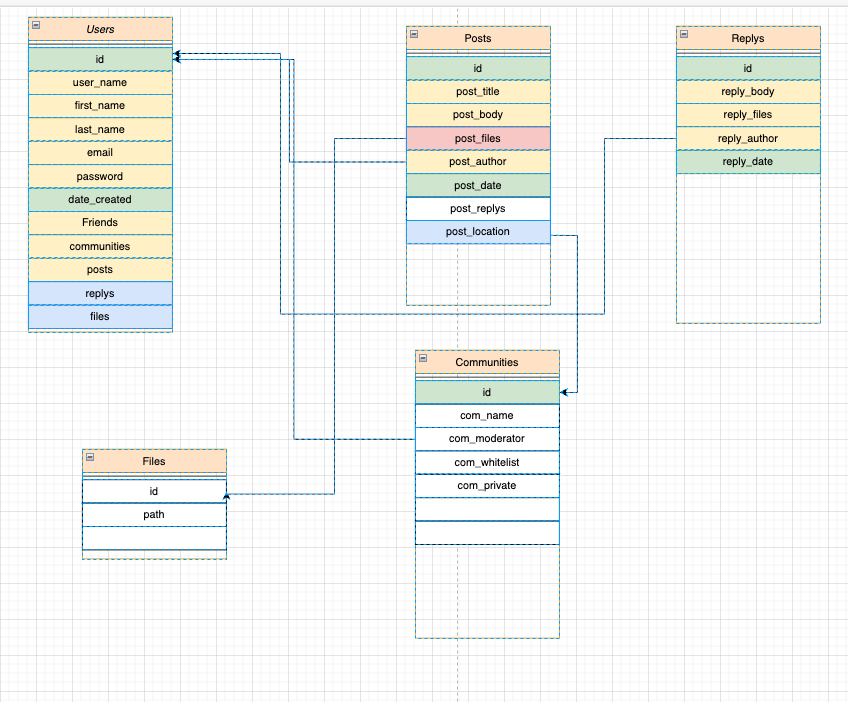 Users
id
user_name
first_name
last_name
email
password
date_created
Friends
communities
posts
replys
files
Posts
id
post_title
post_body
post_files
post_author
post_date
post_replys
post_location
Replys
id
reply_body
reply_files
reply_author
reply_date
Communities
id
com_name
com_moderator
com_whitelist
com_private
Files
id
path